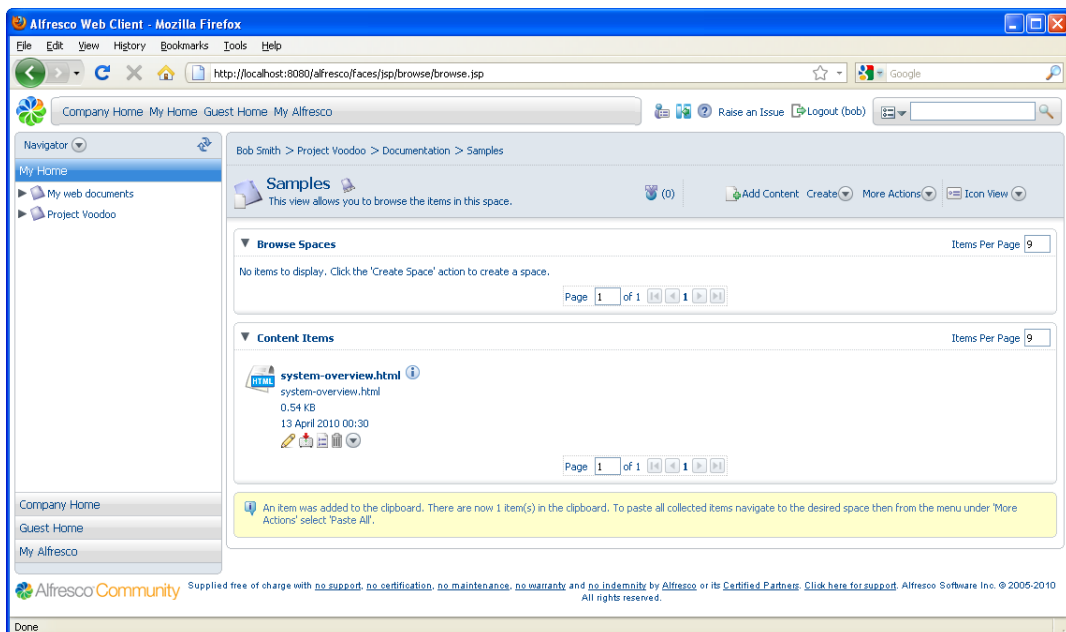 Alfresco Web Client - Mozilla Firefox
File Edit View History Bookmarks Tools Help
http://localhost:8080/alfresco/faces/jsp/browse/browse.jsp
Google
Company Home My Home Guest Home My Alfresco
Raise an Issue Logout (bob)
Navigator
My Home
My web documents
Project Voodoo
Company Home
Guest Home
My Alfresco
Bob Smith > Project Voodoo > Documentation > Samples
Samples
This view allows you to browse the items in this space.
(0)
Add Content Create More Actions Icon View
Browse Spaces
Items Per Page 9
No items to display. Click the 'Create Space' action to create a space.
Page 1 of 1 1
Content Items
Items Per Page 9
HTML
system-overview.html
system-overview.html
0.54 KB
13 April 2010 00:30
Page 1 of 1 1
An item was added to the clipboard. There are now 1 item(s) in the clipboard. To paste all collected items navigate to the desired space then from the menu under 'More
Actions' select 'Paste All'.
Alfresco Community
Supplied free of charge with no support, no certification, no maintenance, no warranty and no indemnity by Alfresco or its Certified Partners. Click here for support. Alfresco Software Inc. © 2005-2010
All rights reserved.
Done